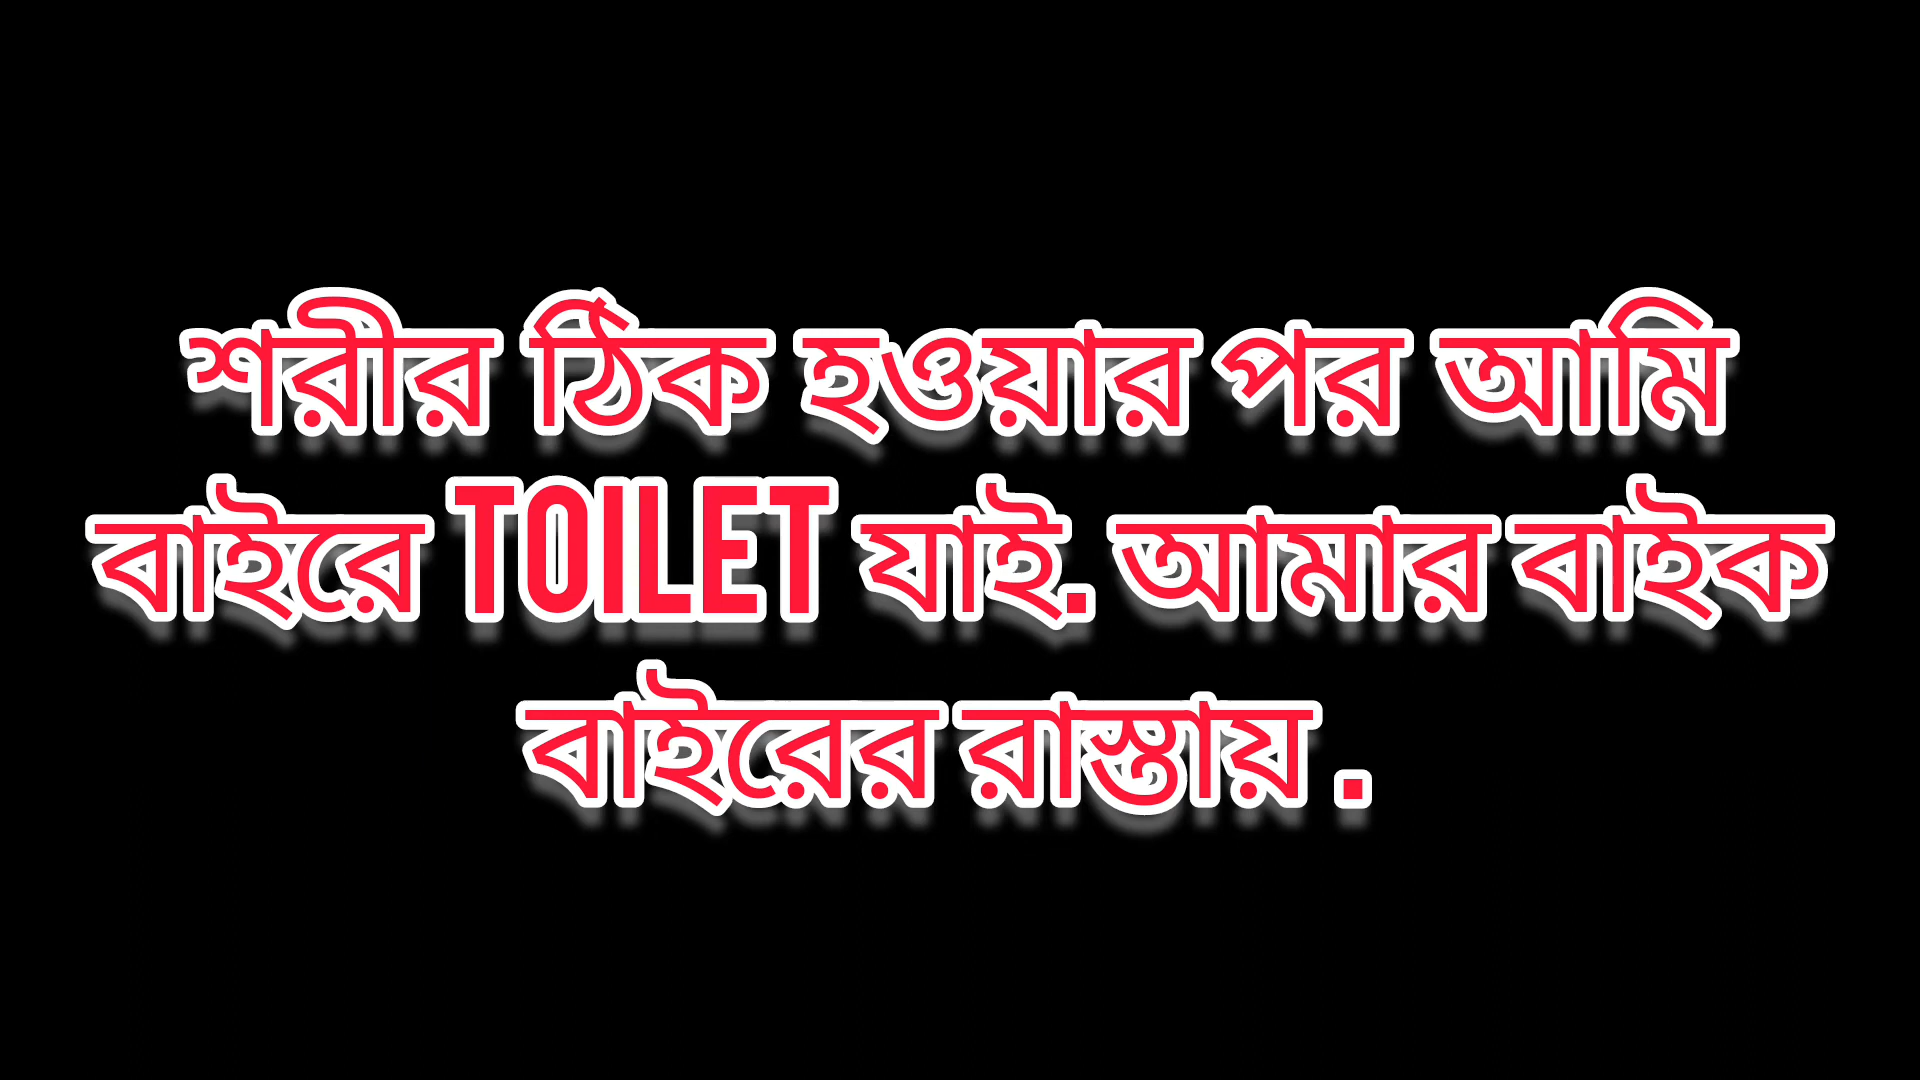 শরীর ঠিক হওয়ার পর আমি
বাইরে TOILET যাই. আমার বাইক
বাইরের রাস্তায় .